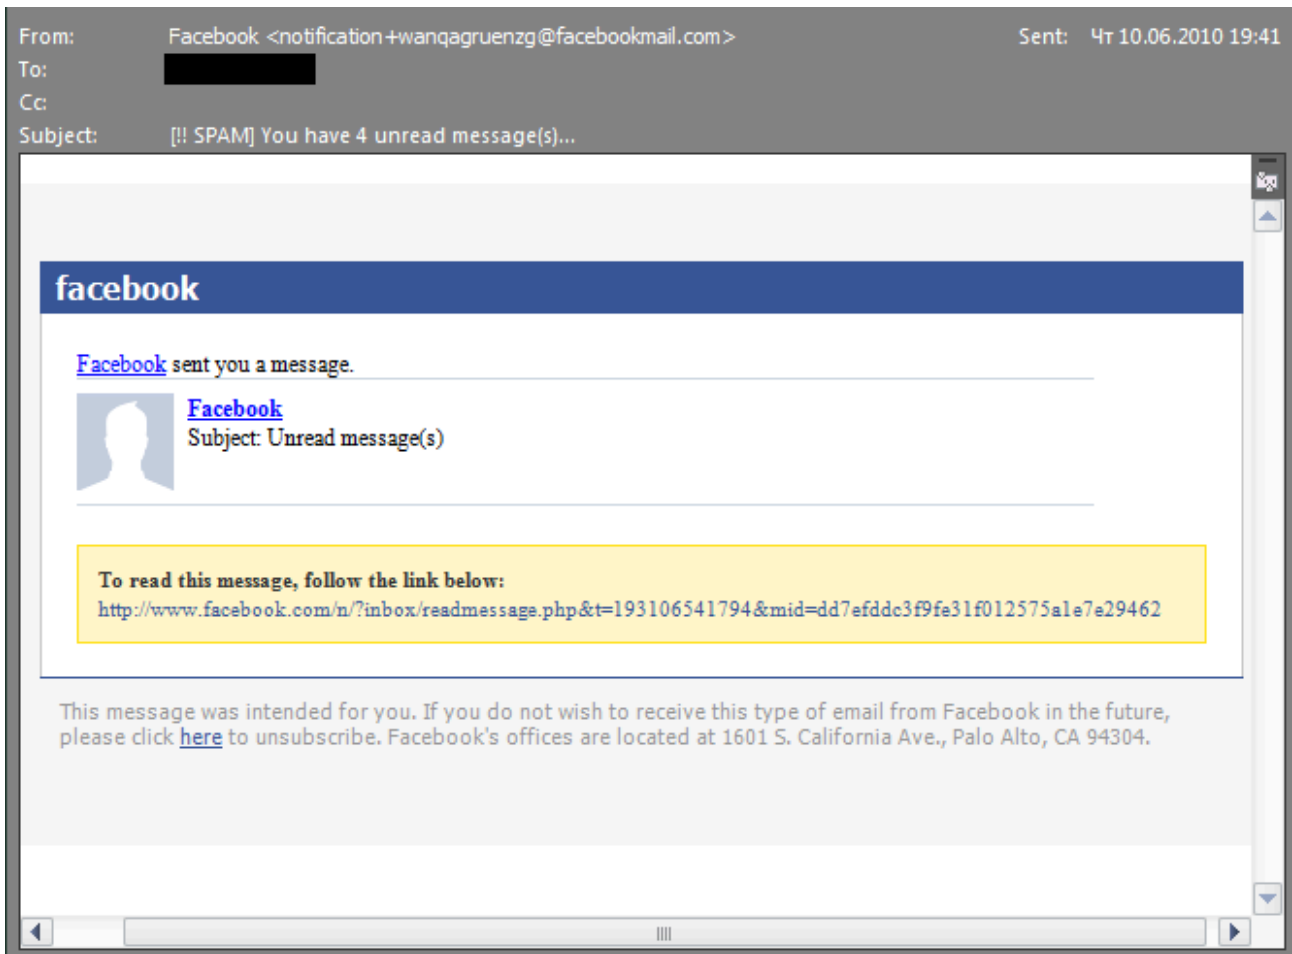 From: Facebook <notification+wanqagruenzg@facebookmail.com> Sent: Чт 10.06.2010 19:41
To:
Cc:
Subject: [!! SPAM] You have 4 unread message(s)...
facebook
Facebook sent you a message.
Facebook
Subject: Unread message(s)
To read this message, follow the link below:
http://www.facebook.com/n/?inbox/readmessage.php&t=193106541794&mid=dd7efddc3f9fe31f012575a1e7e29462
This message was intended for you. If you do not wish to receive this type of email from Facebook in the future,
please click here to unsubscribe. Facebook's offices are located at 1601 S. California Ave., Palo Alto, CA 94304.